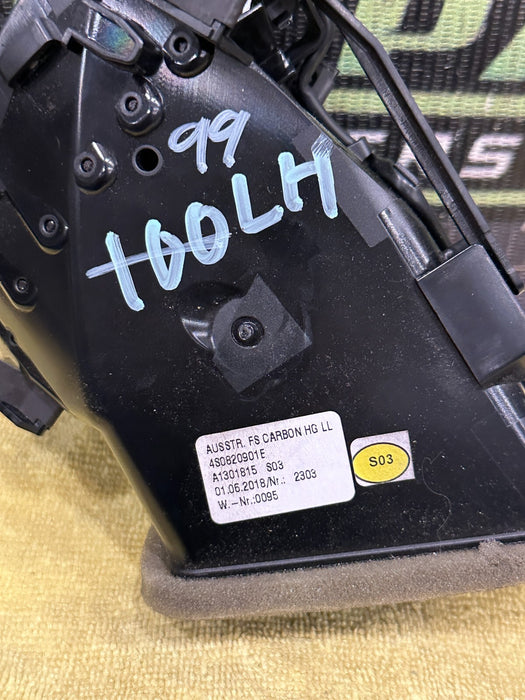 99
100LH
AUSSTR. FS CARBON HG LL
4S0820901E
A1301815 S03
01.06.2018/Nr.: 2303
W.-Nr.:0095
S03